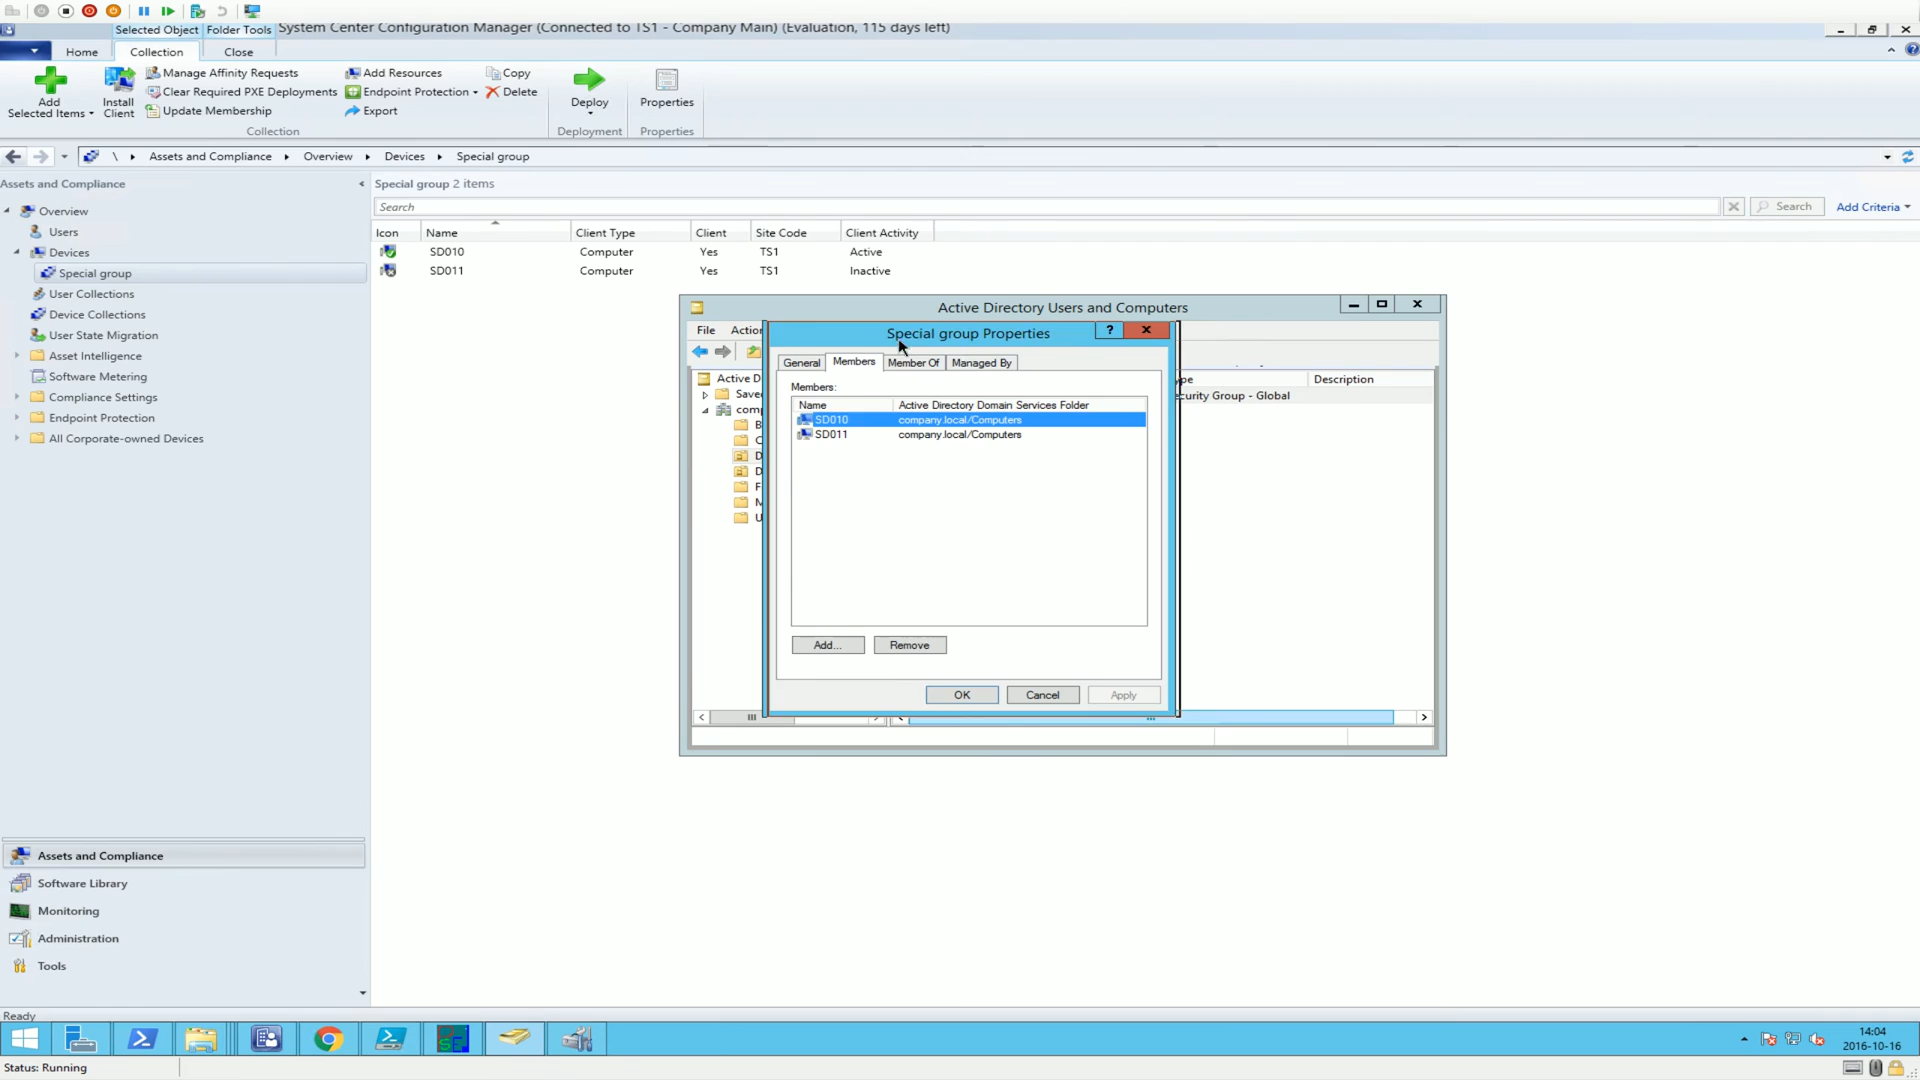 Selected Object Folder Tools System Center Configuration Manager (Connected to TS1 - Company Main) (Evaluation, 115 days left)
Home Collection Close
Add Selected Items
Install Client
Manage Affinity Requests
Clear Required PXE Deployments
Update Membership
Add Resources
Endpoint Protection
Export
Copy
Delete
Collection
Deploy
Deployment
Properties
Properties
\ Assets and Compliance Overview Devices Special group
Assets and Compliance
Overview
Users
Devices
Special group
User Collections
Device Collections
User State Migration
Asset Intelligence
Software Metering
Compliance Settings
Endpoint Protection
All Corporate-owned Devices
Assets and Compliance
Software Library
Monitoring
Administration
Tools
Special group 2 items
Search Search Add Criteria
Icon Name Client Type Client Site Code Client Activity
SD010 Computer Yes TS1 Active
SD011 Computer Yes TS1 Inactive
Active Directory Users and Computers
File Action
Active D
Save
comp
B
C
D
D
F
M
U
ype Description
curity Group - Global
Special group Properties
?
General Members Member Of Managed By
Members:
Name Active Directory Domain Services Folder
SD010 company.local/Computers
SD011 company.local/Computers
Add... Remove
OK Cancel Apply
Ready
14:04
2016-10-16
Status: Running